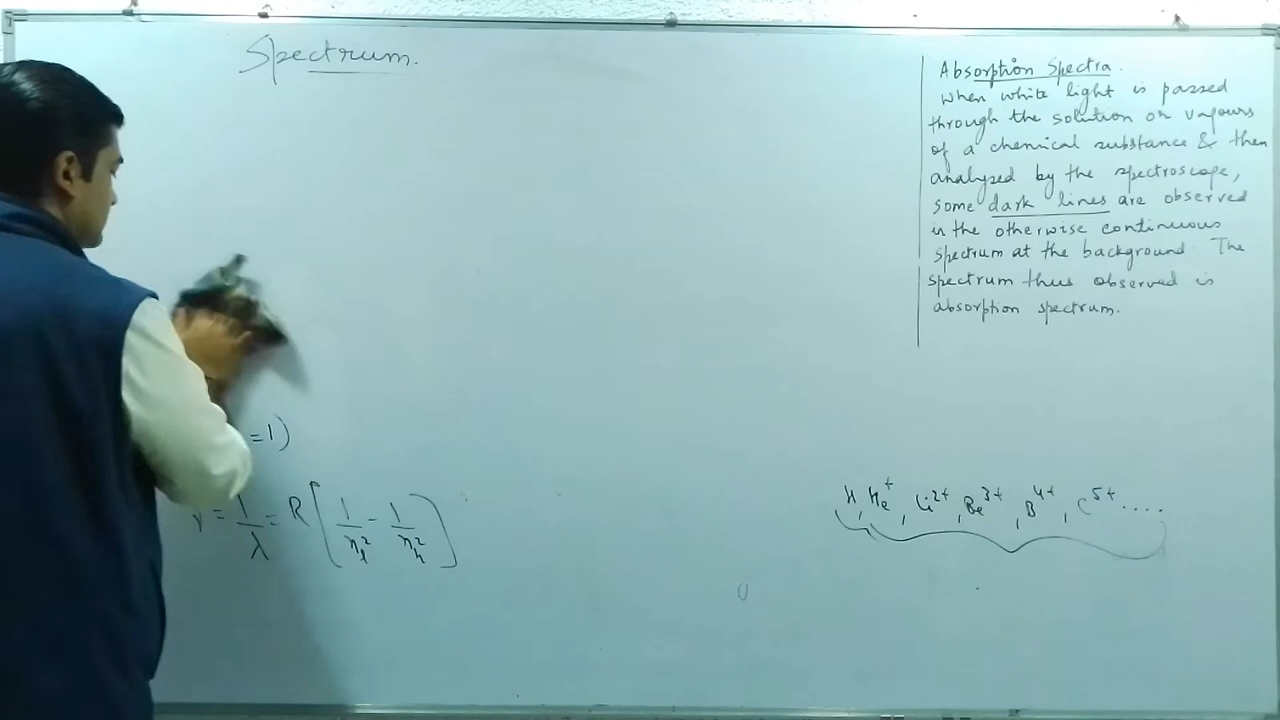 Spectrum.
Absorption Spectra.
When white light is passed
through the solution or vapours
of a chemical substance & then
analyzed by the spectroscope,
some dark lines are observed
in the otherwise continuous
spectrum at the background. The
spectrum thus observed is
absorption spectrum.
=1)
ν̄ = 1/λ = R [1/n_l² - 1/n_h²]
H, He⁺, Li²⁺, Be³⁺, B⁴⁺, C⁵⁺....